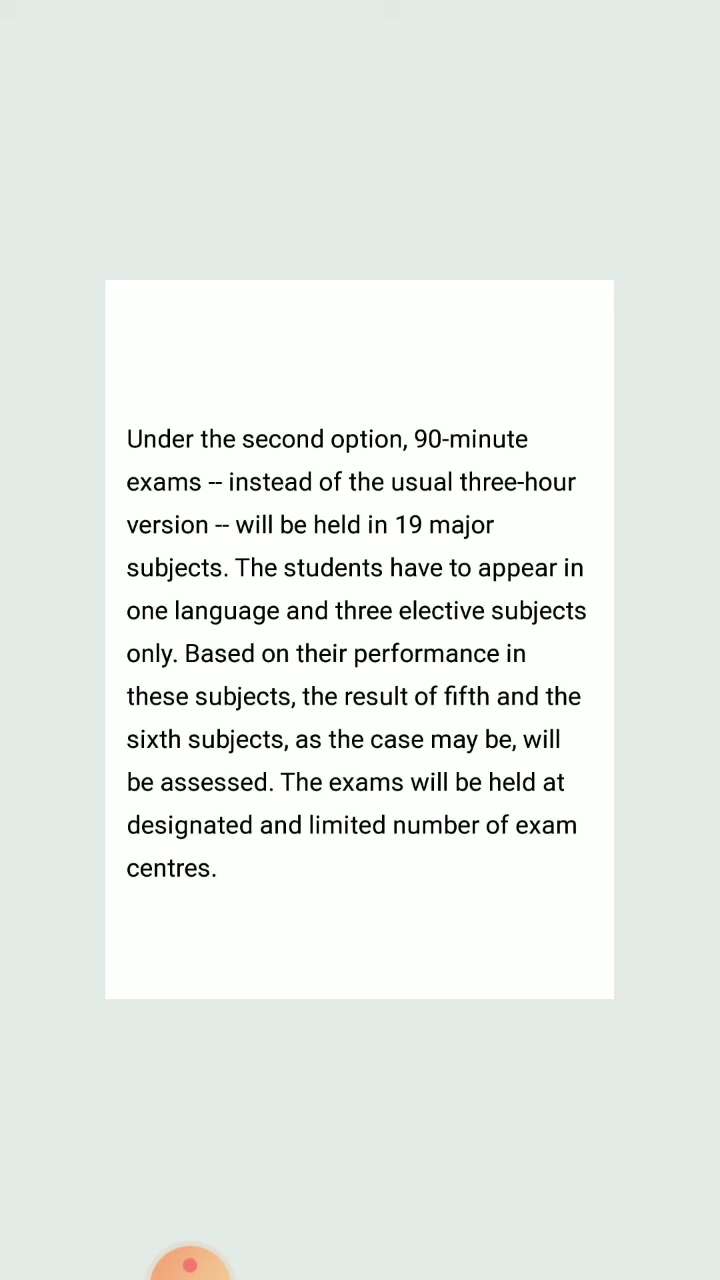 Under the second option, 90-minute
exams -- instead of the usual three-hour
version -- will be held in 19 major
subjects. The students have to appear in
one language and three elective subjects
only. Based on their performance in
these subjects, the result of fifth and the
sixth subjects, as the case may be, will
be assessed. The exams will be held at
designated and limited number of exam
centres.